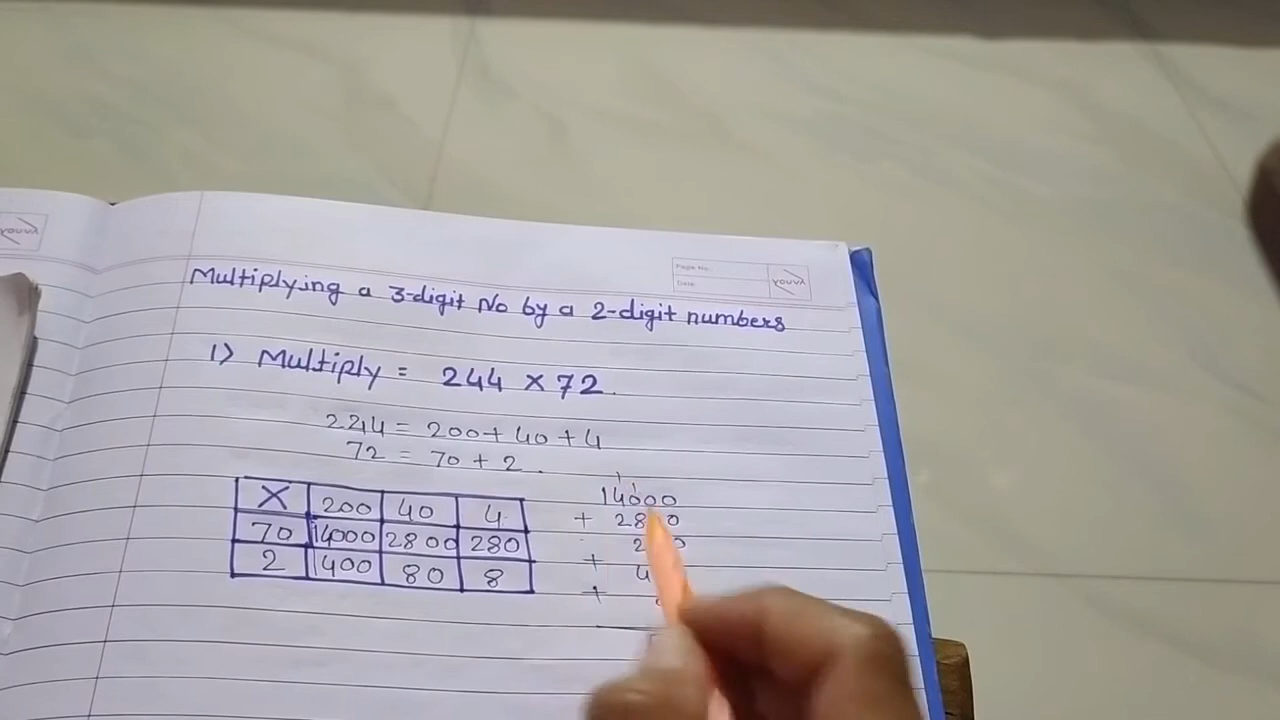 YOUVA
Page No.
Date:
YOUVA
Multiplying a 3-digit No by a 2-digit numbers
1) Multiply = 244 × 72.
224 = 200 + 40 + 4
72 = 70 + 2.
× 200 40 4
70 14000 2800 280
2 400 80 8
14000
+
+
+